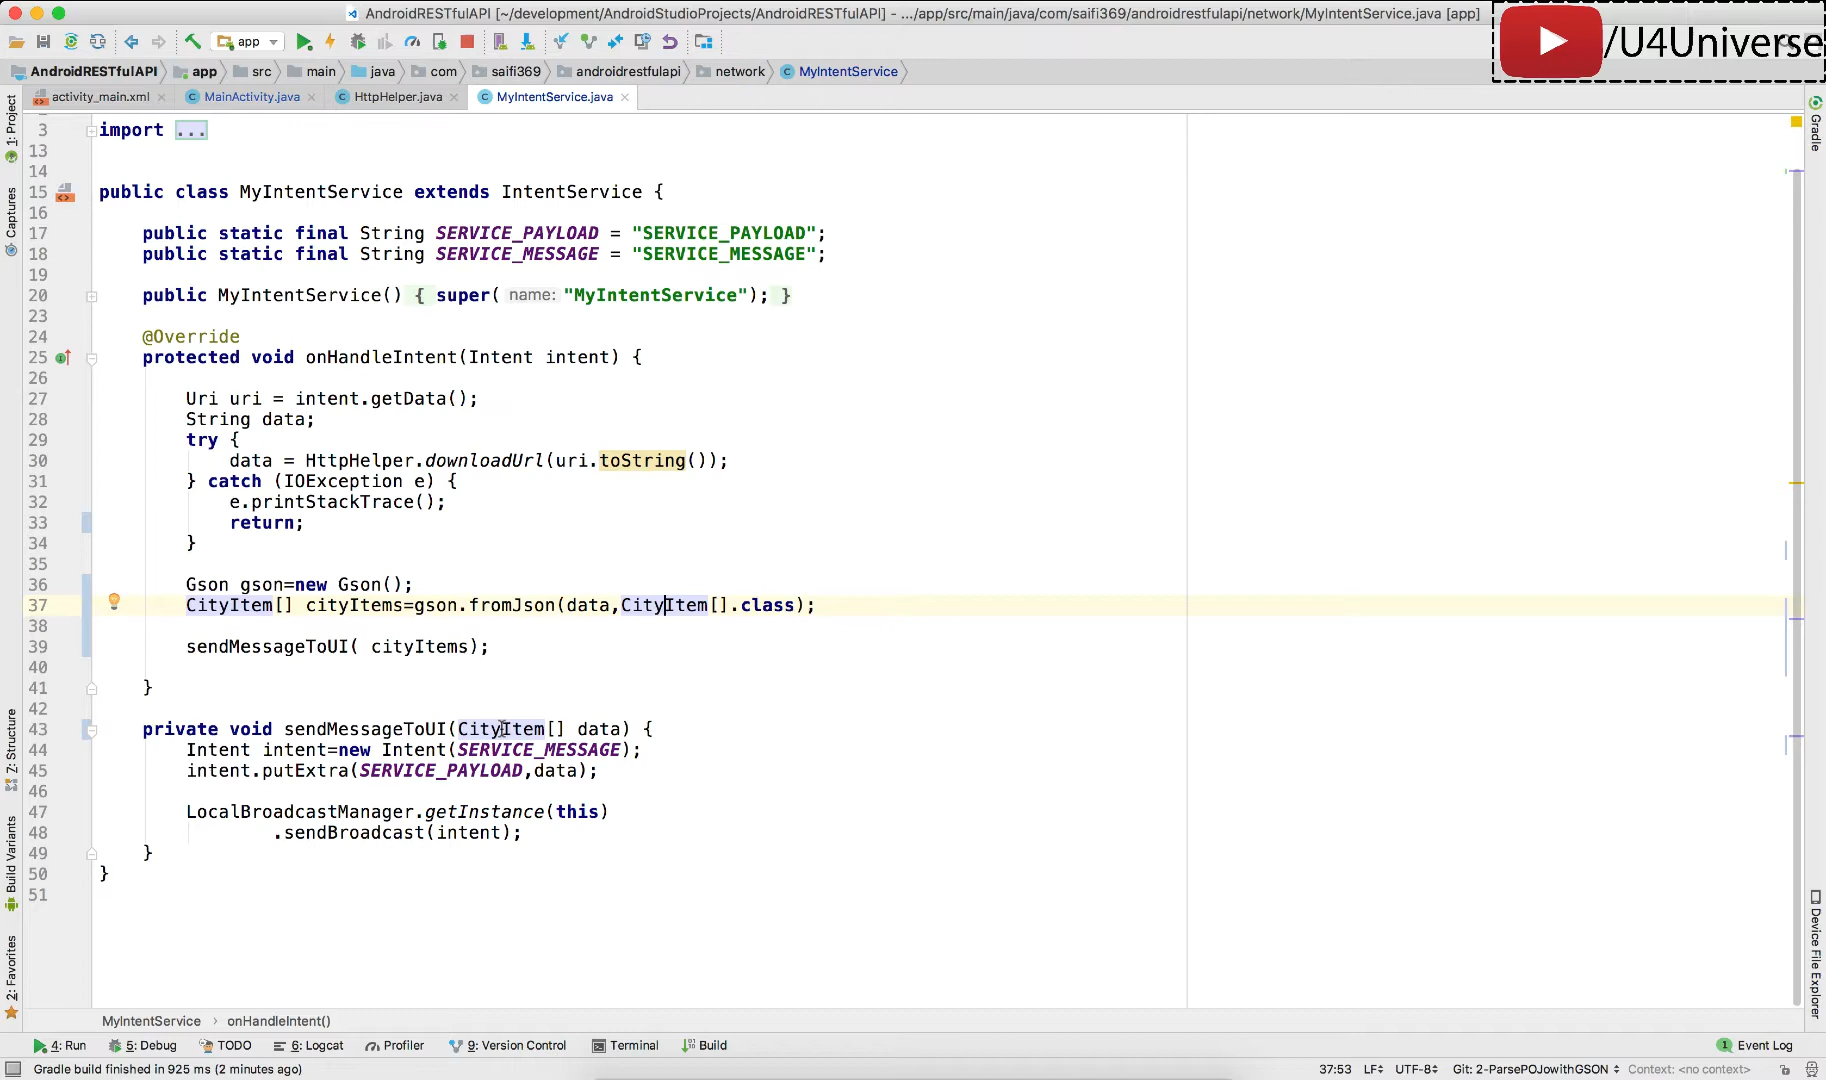 AndroidRESTfulAPI [~/development/AndroidStudioProjects/AndroidRESTfulAPI] - .../app/src/main/java/com/saifi369/androidrestfulapi/network/MyIntentService.java [app]
/U4Universe
app
AndroidRESTfulAPI app src main java com saifi369 androidrestfulapi network MyIntentService
activity_main.xml MainActivity.java HttpHelper.java MyIntentService.java
1: Project
Captures
Z: Structure
Build Variants
2: Favorites
Gradle
Device File Explorer
3 import ...
13
14
15 public class MyIntentService extends IntentService {
16
17 public static final String SERVICE_PAYLOAD = "SERVICE_PAYLOAD";
18 public static final String SERVICE_MESSAGE = "SERVICE_MESSAGE";
19
20 public MyIntentService() { super( name: "MyIntentService"); }
23
24 @Override
25 protected void onHandleIntent(Intent intent) {
26
27 Uri uri = intent.getData();
28 String data;
29 try {
30 data = HttpHelper.downloadUrl(uri.toString());
31 } catch (IOException e) {
32 e.printStackTrace();
33 return;
34 }
35
36 Gson gson=new Gson();
37 CityItem[] cityItems=gson.fromJson(data,CityItem[].class);
38
39 sendMessageToUI( cityItems);
40
41 }
42
43 private void sendMessageToUI(CityItem[] data) {
44 Intent intent=new Intent(SERVICE_MESSAGE);
45 intent.putExtra(SERVICE_PAYLOAD,data);
46
47 LocalBroadcastManager.getInstance(this)
48 .sendBroadcast(intent);
49 }
50 }
51
MyIntentService › onHandleIntent()
4: Run 5: Debug TODO 6: Logcat Profiler 9: Version Control Terminal Build 1 Event Log
Gradle build finished in 925 ms (2 minutes ago) 37:53 LF UTF-8 Git: 2-ParsePOJowithGSON Context: <no context>